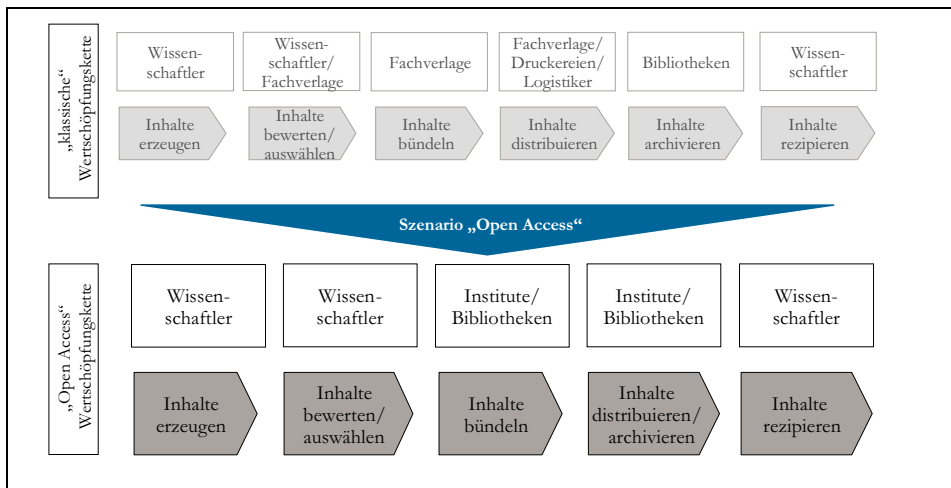 „klassische“
Wertschöpfungskette
Wissen-
schaftler
Wissen-
schaftler/
Fachverlage
Fachverlage
Fachverlage/
Druckereien/
Logistiker
Bibliotheken
Wissen-
schaftler
Inhalte
erzeugen
Inhalte
bewerten/
auswählen
Inhalte
bündeln
Inhalte
distribuieren
Inhalte
archivieren
Inhalte
rezipieren
Szenario „Open Access“
„Open Access“
Wertschöpfungskette
Wissen-
schaftler
Wissen-
schaftler
Institute/
Bibliotheken
Institute/
Bibliotheken
Wissen-
schaftler
Inhalte
erzeugen
Inhalte
bewerten/
auswählen
Inhalte
bündeln
Inhalte
distribuieren/
archivieren
Inhalte
rezipieren